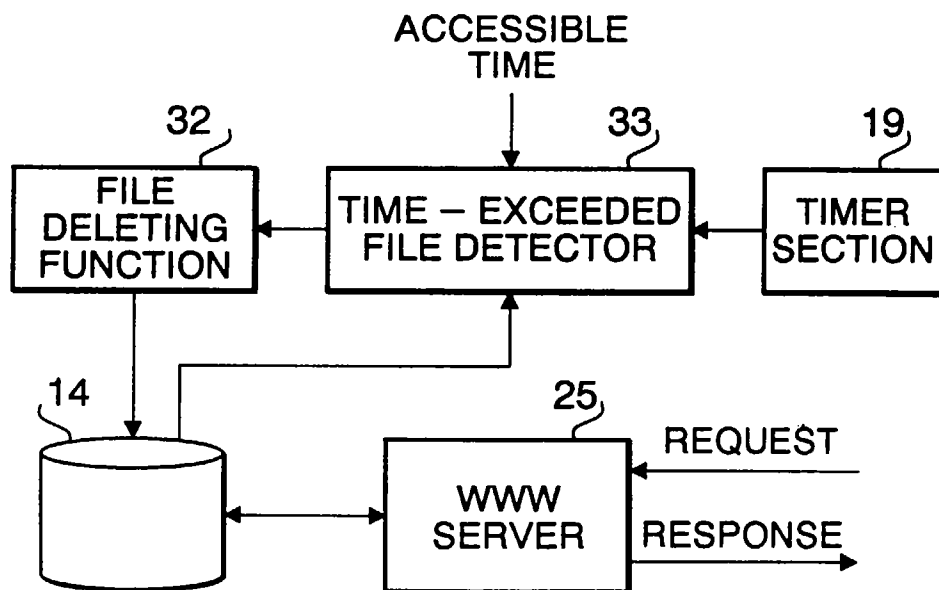 ACCESSIBLE
TIME
32
33
19
FILE
DELETING
FUNCTION
TIME – EXCEEDED
FILE DETECTOR
TIMER
SECTION
14
25
REQUEST
WWW
SERVER
RESPONSE